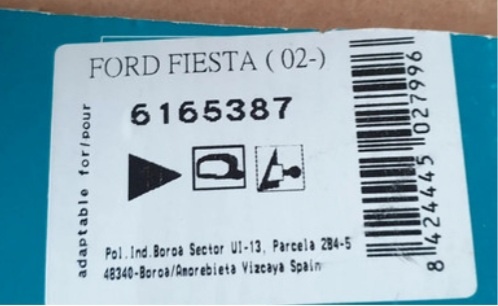 FORD FIESTA ( 02-)
6165387
adaptable for/pour
Pol.Ind.Boroa Sector UI-13, Parcela 2B4-5
48340-Boroa/Amorebieta Vizcaya Spain
8 424445 027996